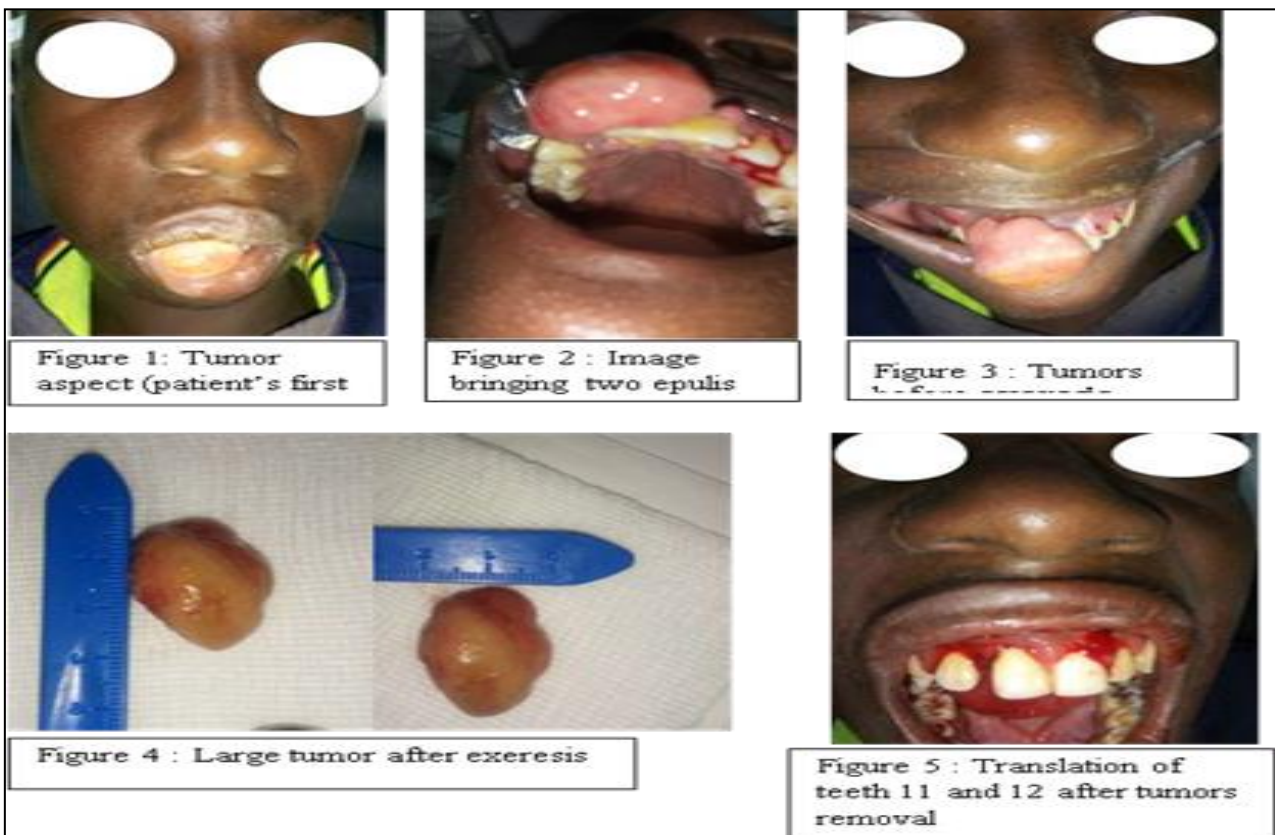 Figure 1: Tumor
aspect (patient's first
Figure 2 : Image
bringing two epulis
Figure 3 : Tumors
Figure 4 : Large tumor after exeresis
Figure 5 : Translation of
teeth 11 and 12 after tumors
removal